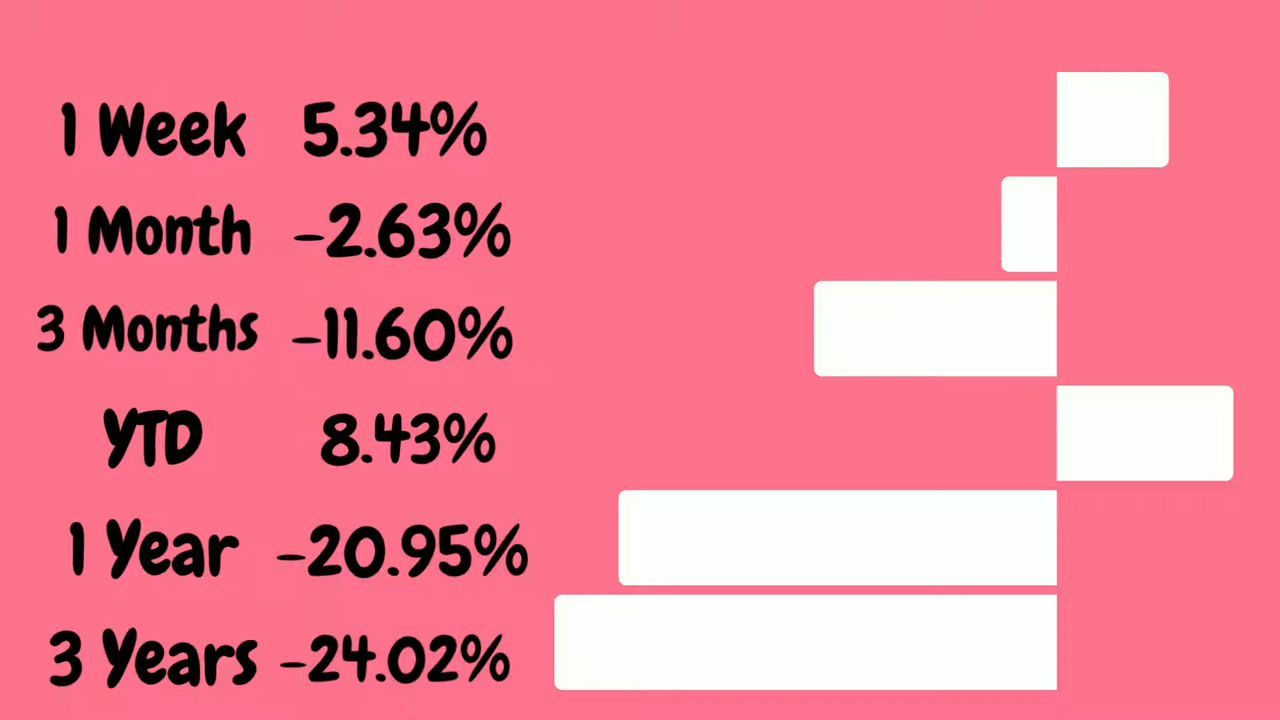 1 Week 5.34%
1 Month -2.63%
3 Months -11.60%
YTD 8.43%
1 Year -20.95%
3 Years -24.02%